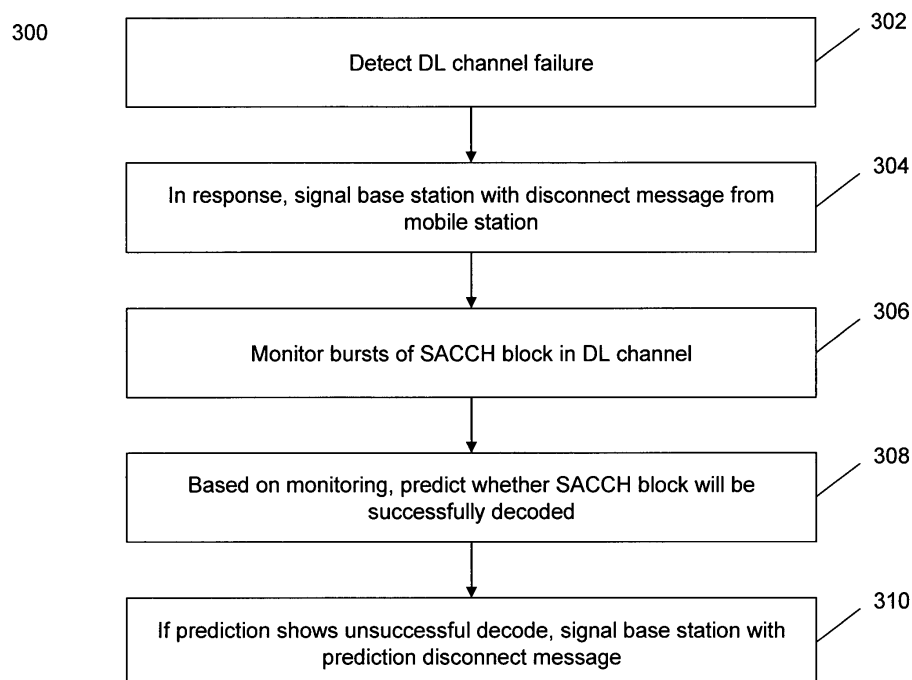 300
302
Detect DL channel failure
304
In response, signal base station with disconnect message from
mobile station
306
Monitor bursts of SACCH block in DL channel
308
Based on monitoring, predict whether SACCH block will be
successfully decoded
310
If prediction shows unsuccessful decode, signal base station with
prediction disconnect message